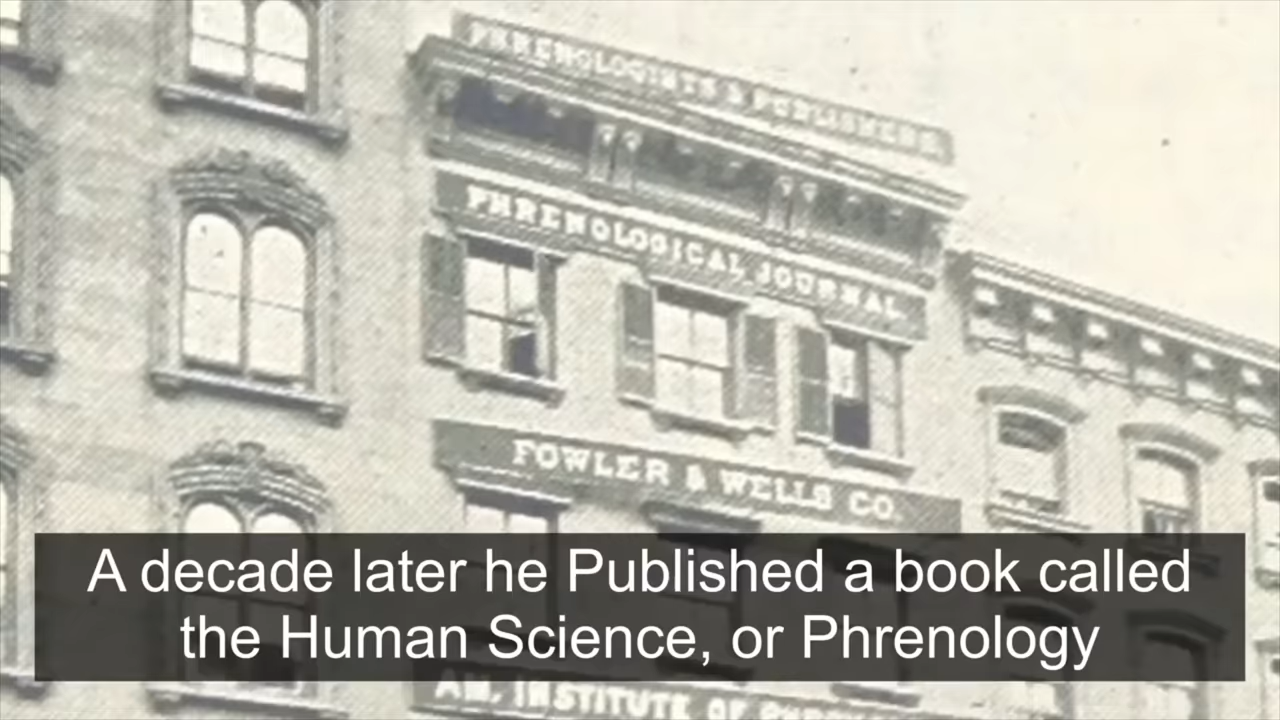 PHRENOLOGISTS & PUBLISHERS
PHRENOLOGICAL JOURNAL
FOWLER & WELLS CO.
A decade later he Published a book called
the Human Science, or Phrenology
AM. INSTITUTE OF